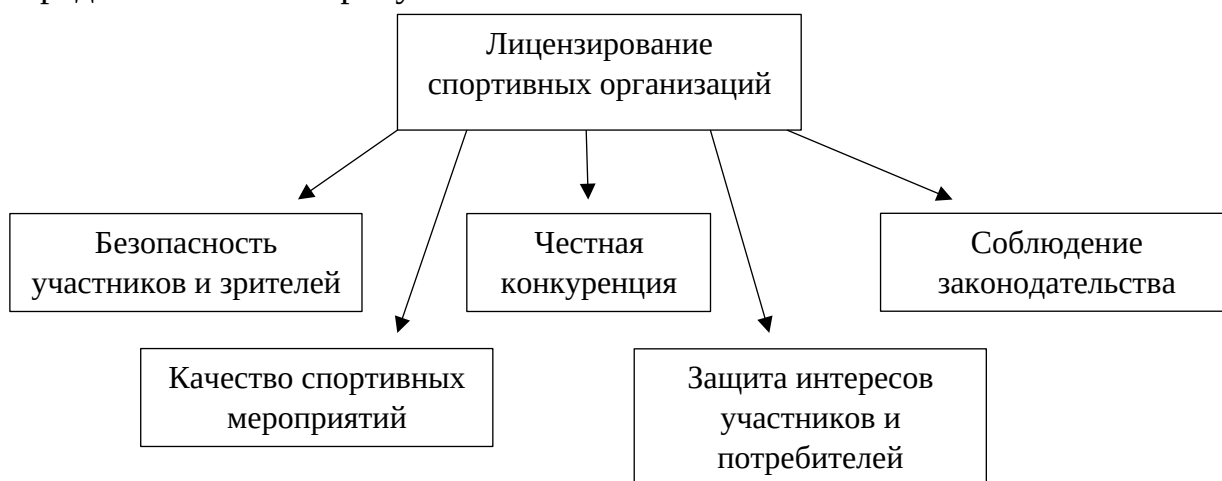 Лицензирование
спортивных организаций
Безопасность
участников и зрителей
Честная
конкуренция
Соблюдение
законодательства
Качество спортивных
мероприятий
Защита интересов
участников и
потребителей